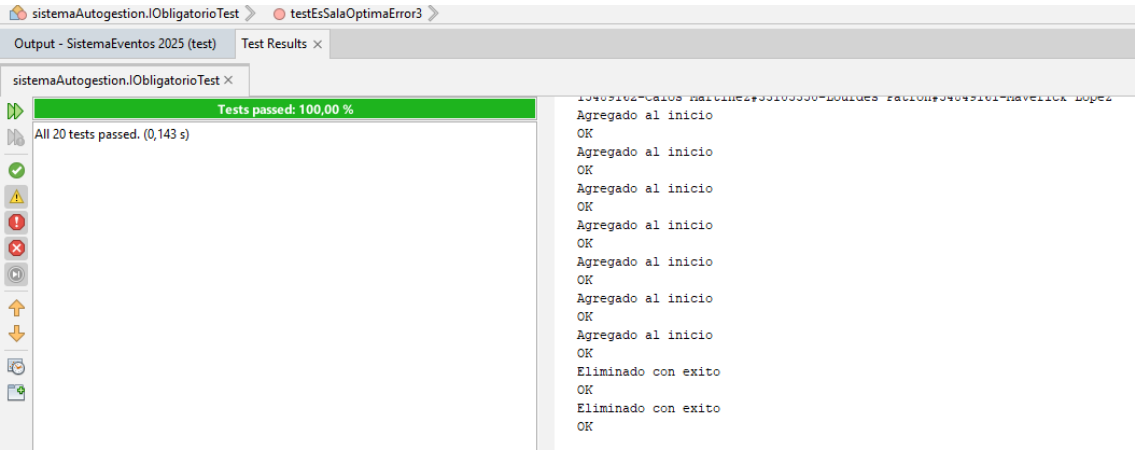 sistemaAutogestion.IObligatorioTest testEsSalaOptimaError3
Output - SistemaEventos 2025 (test) Test Results
sistemaAutogestion.IObligatorioTest
Tests passed: 100,00 %
All 20 tests passed. (0,143 s)
Agregado al inicio
OK
Agregado al inicio
OK
Agregado al inicio
OK
Agregado al inicio
OK
Agregado al inicio
OK
Agregado al inicio
OK
Agregado al inicio
OK
Eliminado con exito
OK
Eliminado con exito
OK